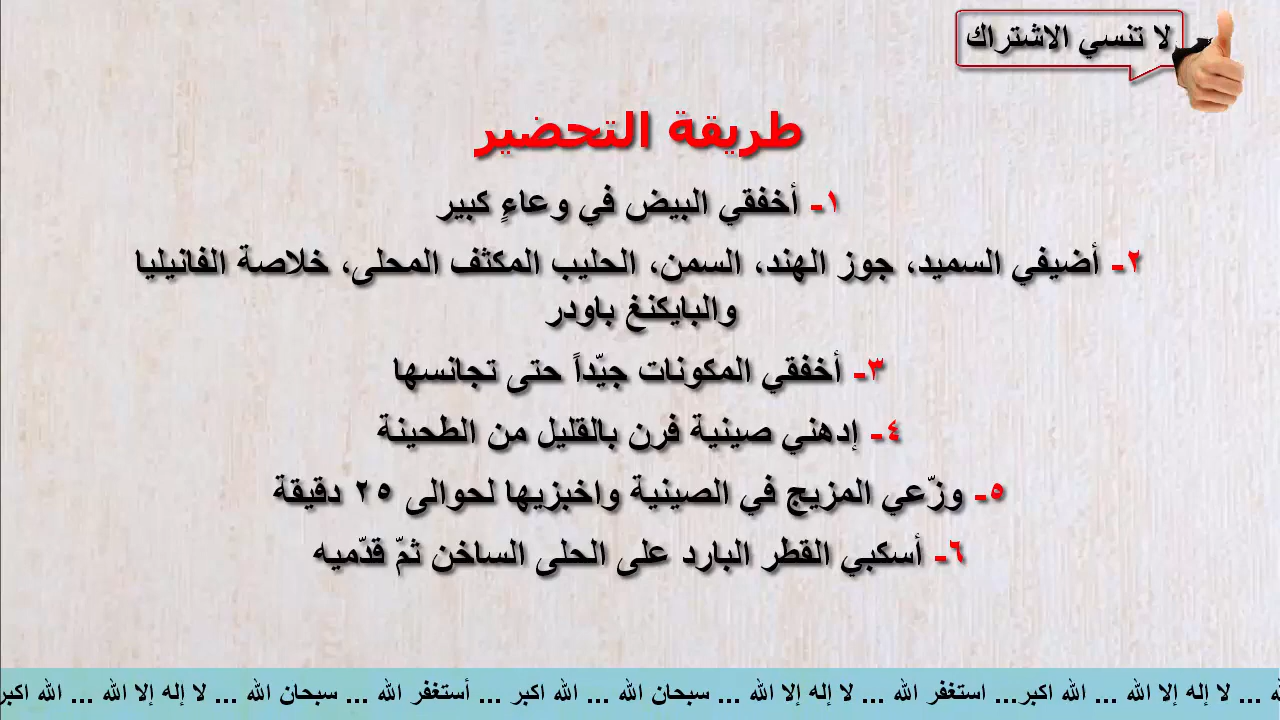 لا تنسي الاشتراك
طريقة التحضير
١- أخفقي البيض في وعاءٍ كبير
٢- أضيفي السميد، جوز الهند، السمن، الحليب المكثف المحلى، خلاصة الفانيليا
والبايكنغ باودر
٣- أخفقي المكونات جيّداً حتى تجانسها
٤- إدهني صينية فرن بالقليل من الطحينة
٥- وزّعي المزيج في الصينية واخبزيها لحوالى ٢٥ دقيقة
٦- أسكبي القطر البارد على الحلى الساخن ثمّ قدّميه
... لا إله إلا الله ... الله اكبر... استغفر الله ... لا إله إلا الله ... سبحان الله ... الله اكبر ... أستغفر الله ... سبحان الله ... لا إله إلا الله ... الله اكبر